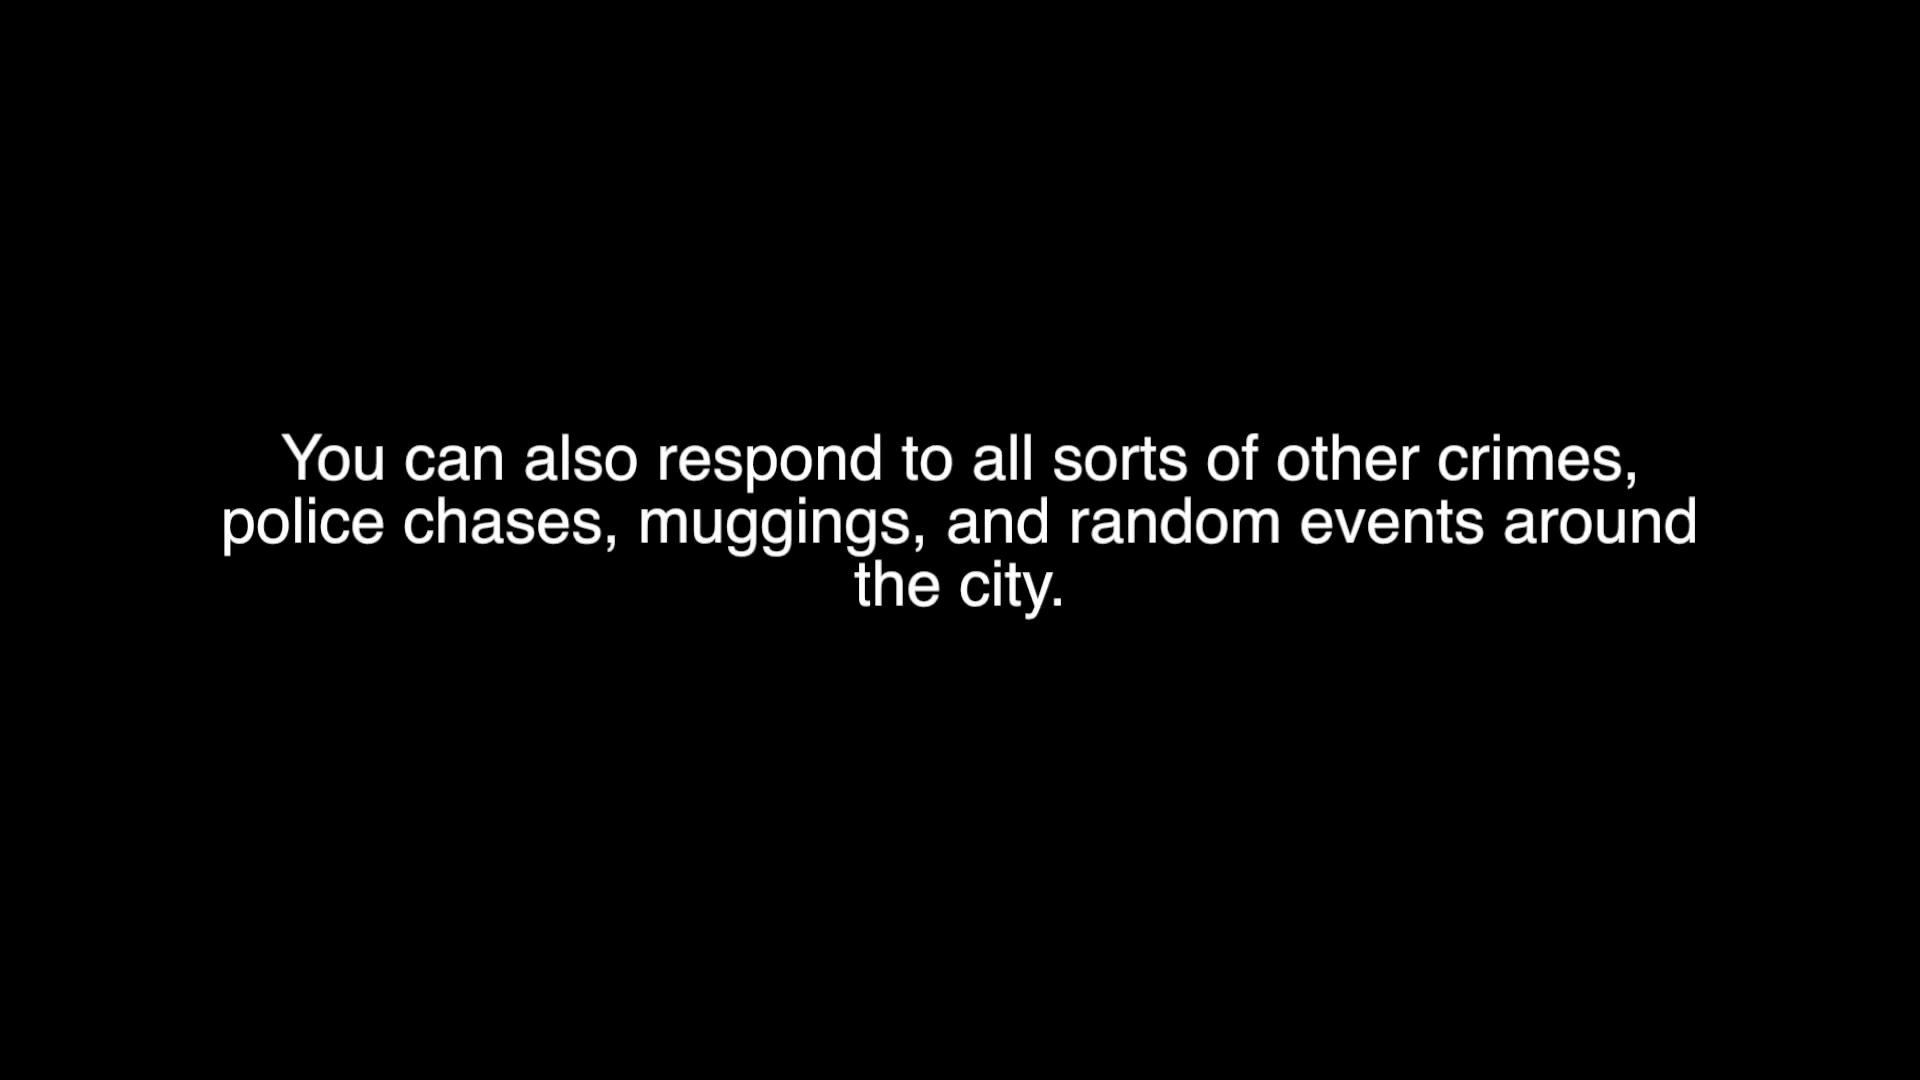 You can also respond to all sorts of other crimes,
police chases, muggings, and random events around
the city.